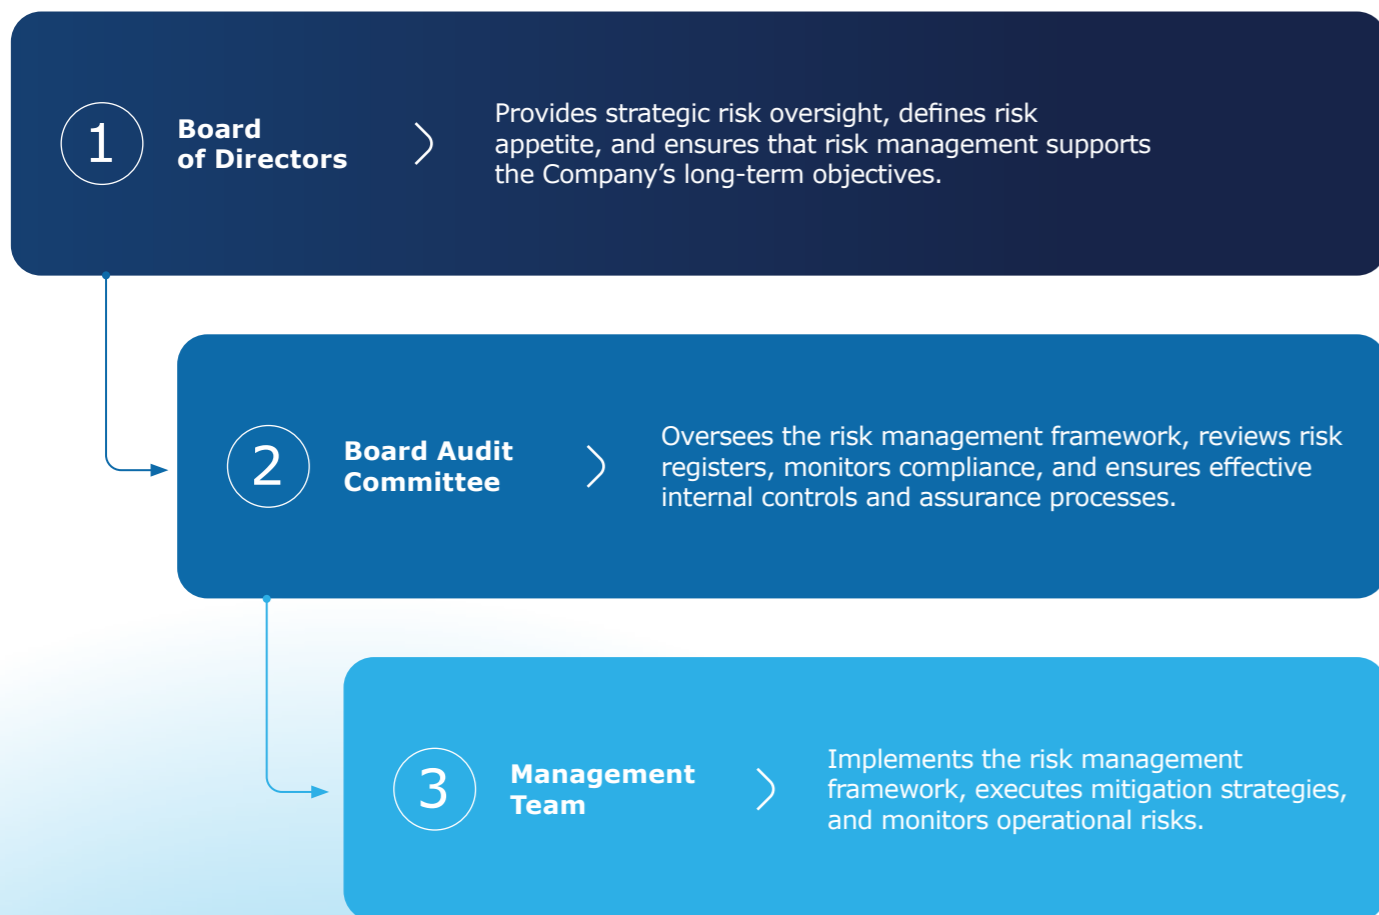 1
Board
of Directors
Provides strategic risk oversight, defines risk
appetite, and ensures that risk management supports
the Company’s long-term objectives.
2
Board Audit
Committee
Oversees the risk management framework, reviews risk
registers, monitors compliance, and ensures effective
internal controls and assurance processes.
3
Management
Team
Implements the risk management
framework, executes mitigation strategies,
and monitors operational risks.